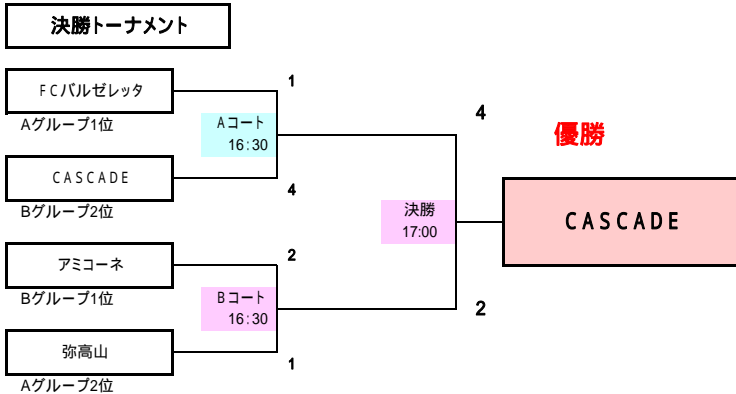 決勝トーナメント
FCバルゼレッタ
Aグループ1位
1
Aコート
16:30
CASCADE
Bグループ2位
4
アミコーネ
Bグループ1位
2
Bコート
16:30
弥高山
Aグループ2位
1
4
決勝
17:00
2
優勝
CASCADE